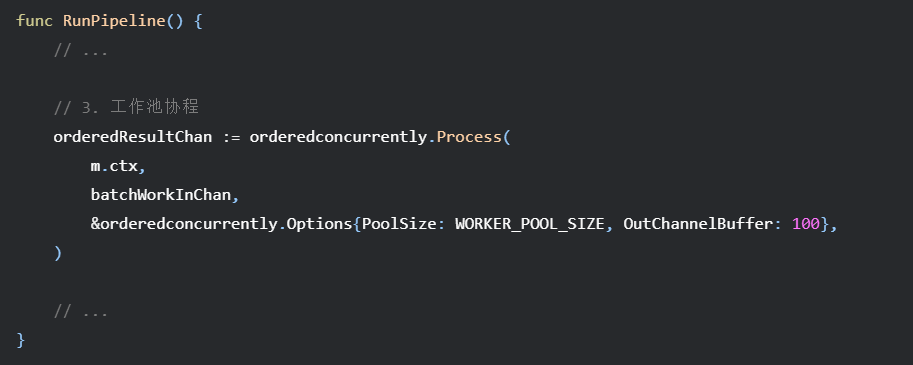 func RunPipeline() {
    // ...
    // 3. 工作池协程
    orderedResultChan := orderedconcurrently.Process(
        m.ctx,
        batchWorkInChan,
        &orderedconcurrently.Options{PoolSize: WORKER_POOL_SIZE, OutChannelBuffer: 100},
    )
    // ...
}